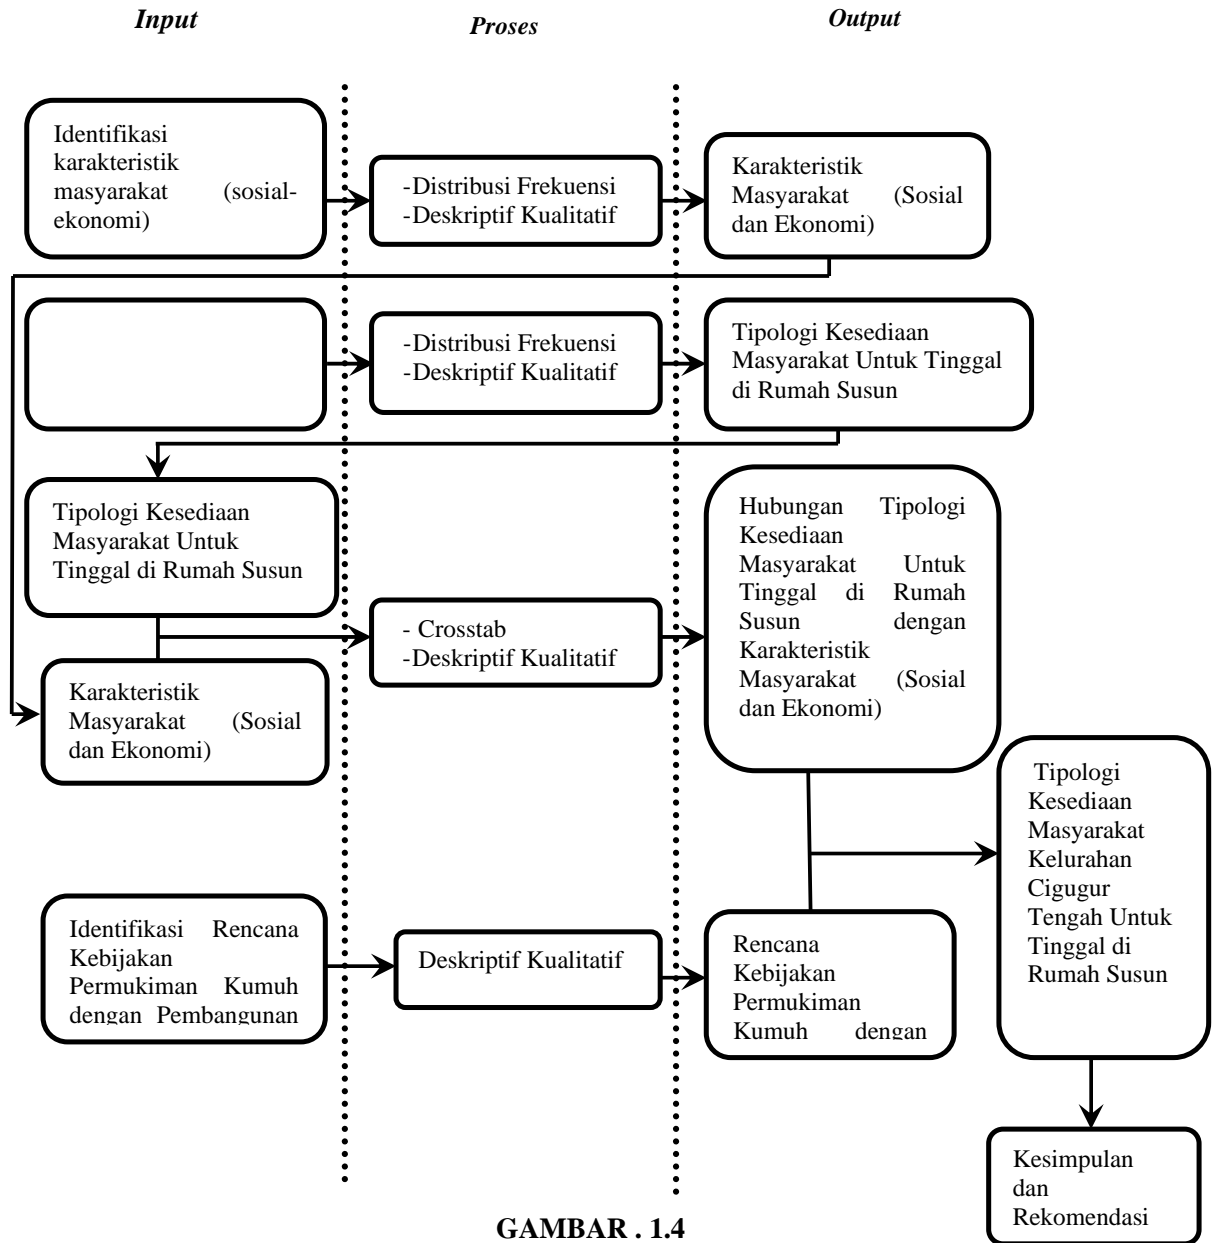 Input
Proses
Output
Identifikasi
karakteristik
masyarakat (sosial-
ekonomi)
-Distribusi Frekuensi
-Deskriptif Kualitatif
Karakteristik
Masyarakat (Sosial
dan Ekonomi)
-Distribusi Frekuensi
-Deskriptif Kualitatif
Tipologi Kesediaan
Masyarakat Untuk Tinggal
di Rumah Susun
Tipologi Kesediaan
Masyarakat Untuk
Tinggal di Rumah Susun
- Crosstab
-Deskriptif Kualitatif
Hubungan Tipologi
Kesediaan
Masyarakat Untuk
Tinggal di Rumah
Susun dengan
Karakteristik
Masyarakat (Sosial
dan Ekonomi)
Karakteristik
Masyarakat (Sosial
dan Ekonomi)
Tipologi
Kesediaan
Masyarakat
Kelurahan
Cigugur
Tengah Untuk
Tinggal di
Rumah Susun
Identifikasi Rencana
Kebijakan
Permukiman Kumuh
dengan Pembangunan
Deskriptif Kualitatif
Rencana
Kebijakan
Permukiman
Kumuh dengan
Kesimpulan
dan
Rekomendasi
GAMBAR . 1.4